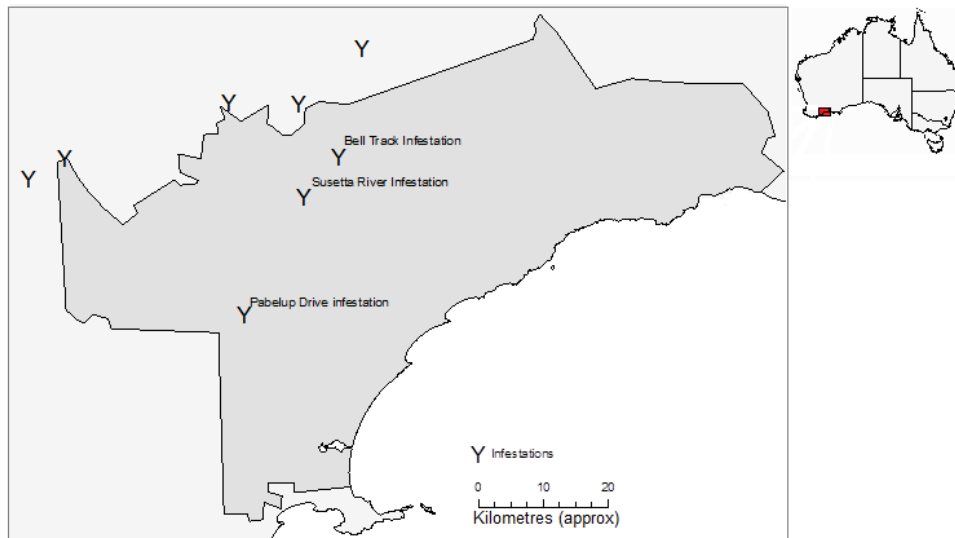 Y
Y
Y
Bell Track Infestation
Y
Y
Y
Susetta River Infestation
Y
Pabelup Drive infestation
Y
Y Infestations
0 10 20
Kilometres (approx)